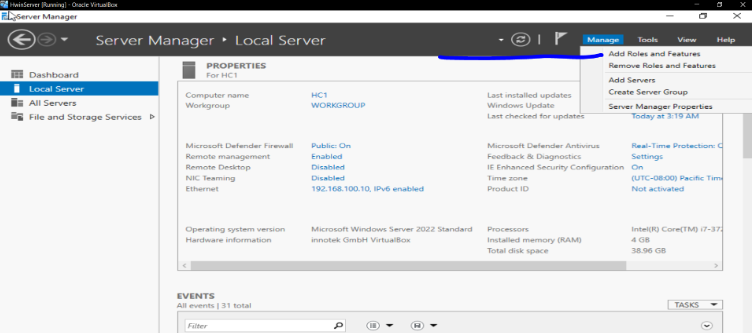 HwinServer [Running] - Oracle VirtualBox
Server Manager
Server Manager • Local Server
Manage Tools View Help
Add Roles and Features
Remove Roles and Features
Add Servers
Create Server Group
Server Manager Properties
Dashboard
Local Server
All Servers
File and Storage Services
PROPERTIES
For HC1
Computer name HC1 Last installed updates
Workgroup WORKGROUP Windows Update
Last checked for updates Today at 3:19 AM
Microsoft Defender Firewall Public: On Microsoft Defender Antivirus Real-Time Protection: O
Remote management Enabled Feedback & Diagnostics Settings
Remote Desktop Disabled IE Enhanced Security Configuration On
NIC Teaming Disabled Time zone (UTC-08:00) Pacific Time
Ethernet 192.168.100.10, IPv6 enabled Product ID Not activated
Operating system version Microsoft Windows Server 2022 Standard Processors Intel(R) Core(TM) i7-37
Hardware information innotek GmbH VirtualBox Installed memory (RAM) 4 GB
Total disk space 38.96 GB
EVENTS
All events | 31 total
TASKS
Filter